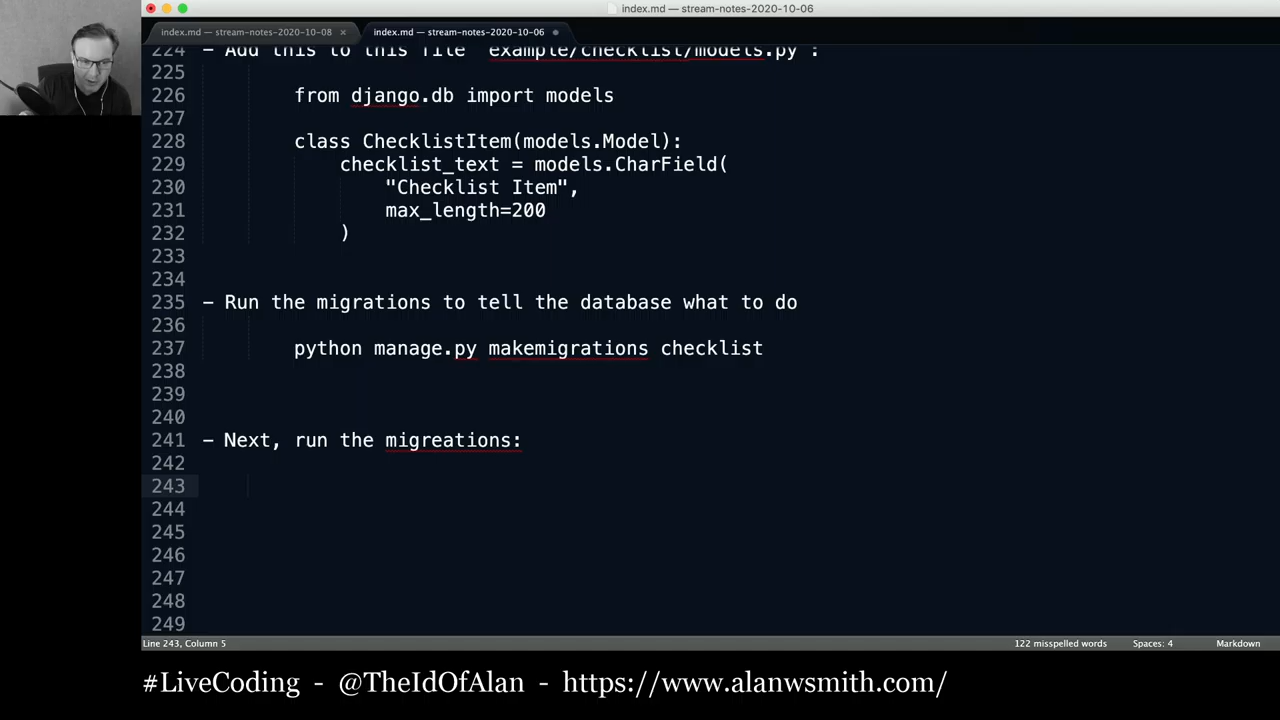 index.md — stream-notes-2020-10-06
index.md — stream-notes-2020-10-08 ×
index.md — stream-notes-2020-10-06
224 - Add this to this file `example/checklist/models.py`:
225
226 from django.db import models
227
228 class ChecklistItem(models.Model):
229 checklist_text = models.CharField(
230 "Checklist Item",
231 max_length=200
232 )
233
234
235 - Run the migrations to tell the database what to do
236
237 python manage.py makemigrations checklist
238
239
240
241 - Next, run the migreations:
242
243
244
245
246
247
248
249
Line 243, Column 5 122 misspelled words Spaces: 4 Markdown
#LiveCoding - @TheIdOfAlan - https://www.alanwsmith.com/